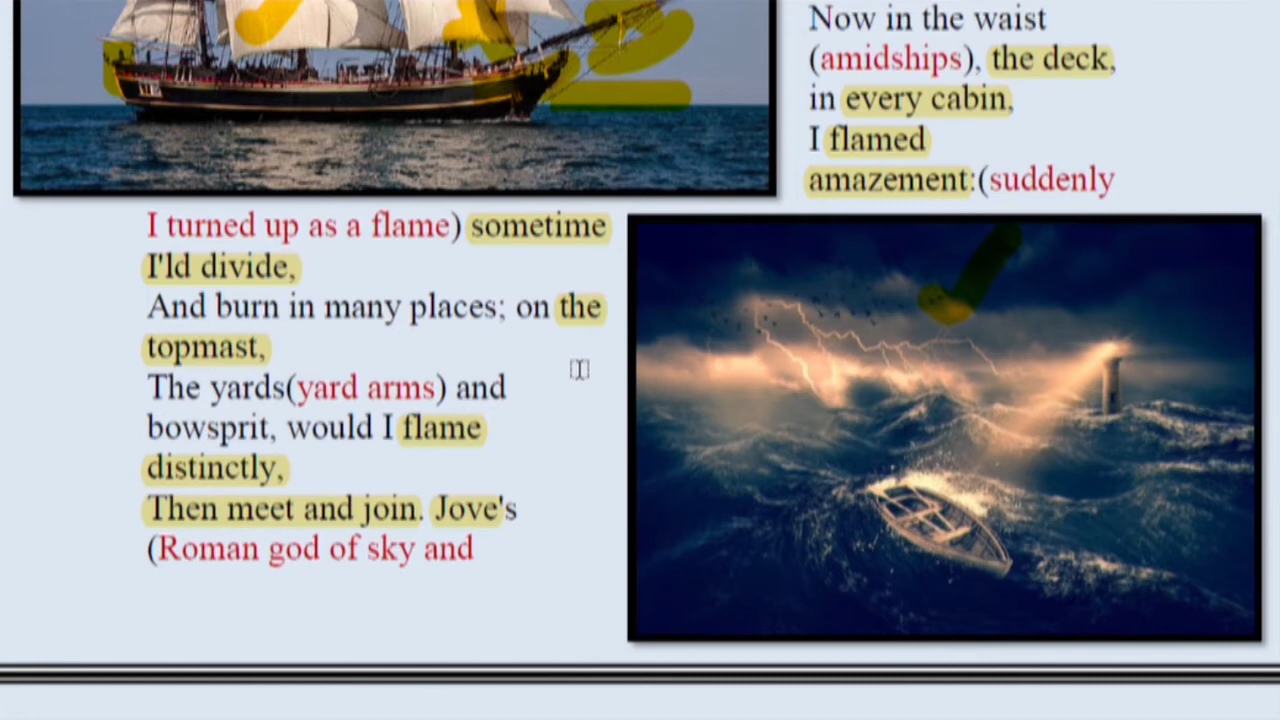 Now in the waist
(amidships), the deck,
in every cabin,
I flamed
amazement:(suddenly
I turned up as a flame) sometime
I'ld divide,
And burn in many places; on the
topmast,
The yards(yard arms) and
bowsprit, would I flame
distinctly,
Then meet and join. Jove's
(Roman god of sky and